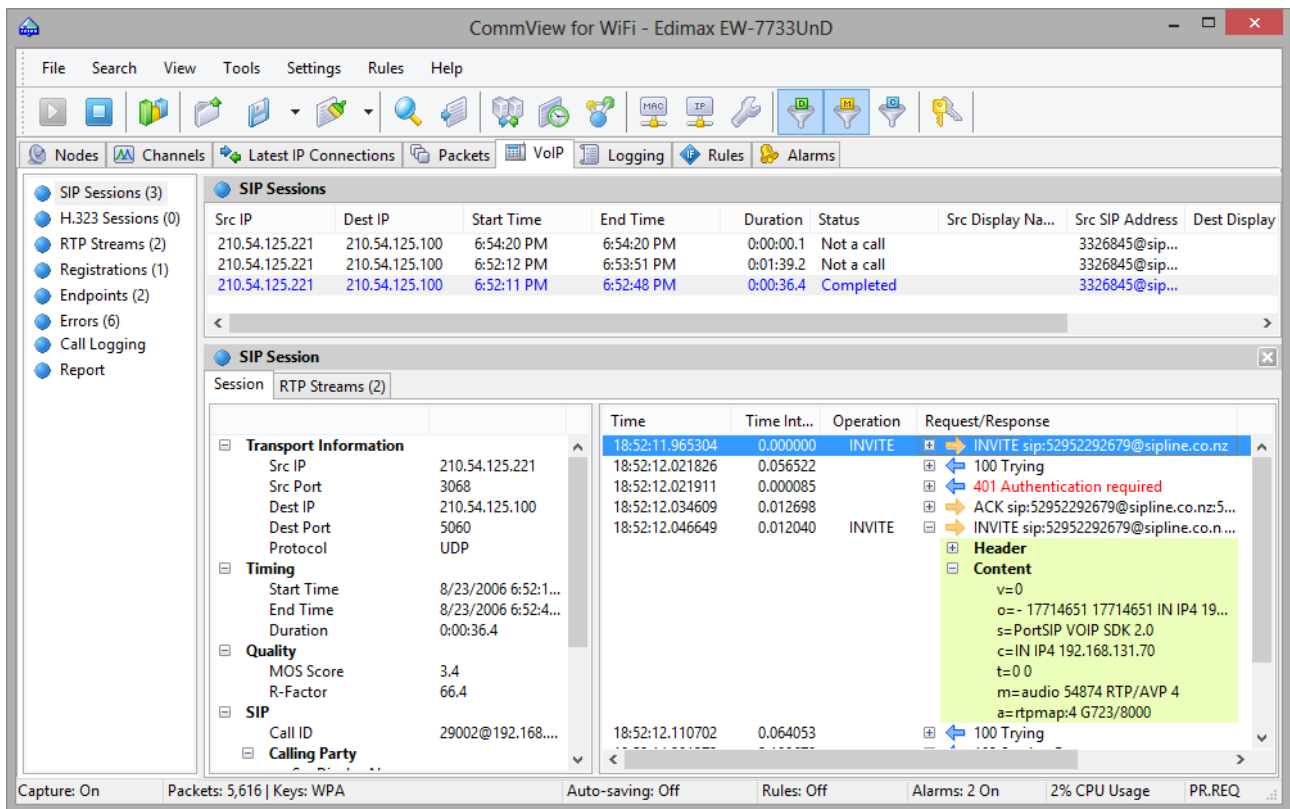 CommView for WiFi - Edimax EW-7733UnD
File Search View Tools Settings Rules Help
MAC IP D M C
Nodes Channels Latest IP Connections Packets VoIP Logging IF Rules Alarms
SIP Sessions (3)
H.323 Sessions (0)
RTP Streams (2)
Registrations (1)
Endpoints (2)
Errors (6)
Call Logging
Report
SIP Sessions
Src IP Dest IP Start Time End Time Duration Status Src Display Na... Src SIP Address Dest Display
210.54.125.221 210.54.125.100 6:54:20 PM 6:54:20 PM 0:00:00.1 Not a call 3326845@sip...
210.54.125.221 210.54.125.100 6:52:12 PM 6:53:51 PM 0:01:39.2 Not a call 3326845@sip...
210.54.125.221 210.54.125.100 6:52:11 PM 6:52:48 PM 0:00:36.4 Completed 3326845@sip...
SIP Session
Session RTP Streams (2)
Transport Information
Src IP 210.54.125.221
Src Port 3068
Dest IP 210.54.125.100
Dest Port 5060
Protocol UDP
Timing
Start Time 8/23/2006 6:52:1...
End Time 8/23/2006 6:52:4...
Duration 0:00:36.4
Quality
MOS Score 3.4
R-Factor 66.4
SIP
Call ID 29002@192.168....
Calling Party
Time Time Int... Operation Request/Response
18:52:11.965304 0.000000 INVITE INVITE sip:52952292679@sipline.co.nz
18:52:12.021826 0.056522 100 Trying
18:52:12.021911 0.000085 401 Authentication required
18:52:12.034609 0.012698 ACK sip:52952292679@sipline.co.nz:5...
18:52:12.046649 0.012040 INVITE INVITE sip:52952292679@sipline.co.n...
Header
Content
v=0
o=- 17714651 17714651 IN IP4 19...
s=PortSIP VOIP SDK 2.0
c=IN IP4 192.168.131.70
t=0 0
m=audio 54874 RTP/AVP 4
a=rtpmap:4 G723/8000
18:52:12.110702 0.064053 100 Trying
Capture: On Packets: 5,616 | Keys: WPA Auto-saving: Off Rules: Off Alarms: 2 On 2% CPU Usage PR.REQ